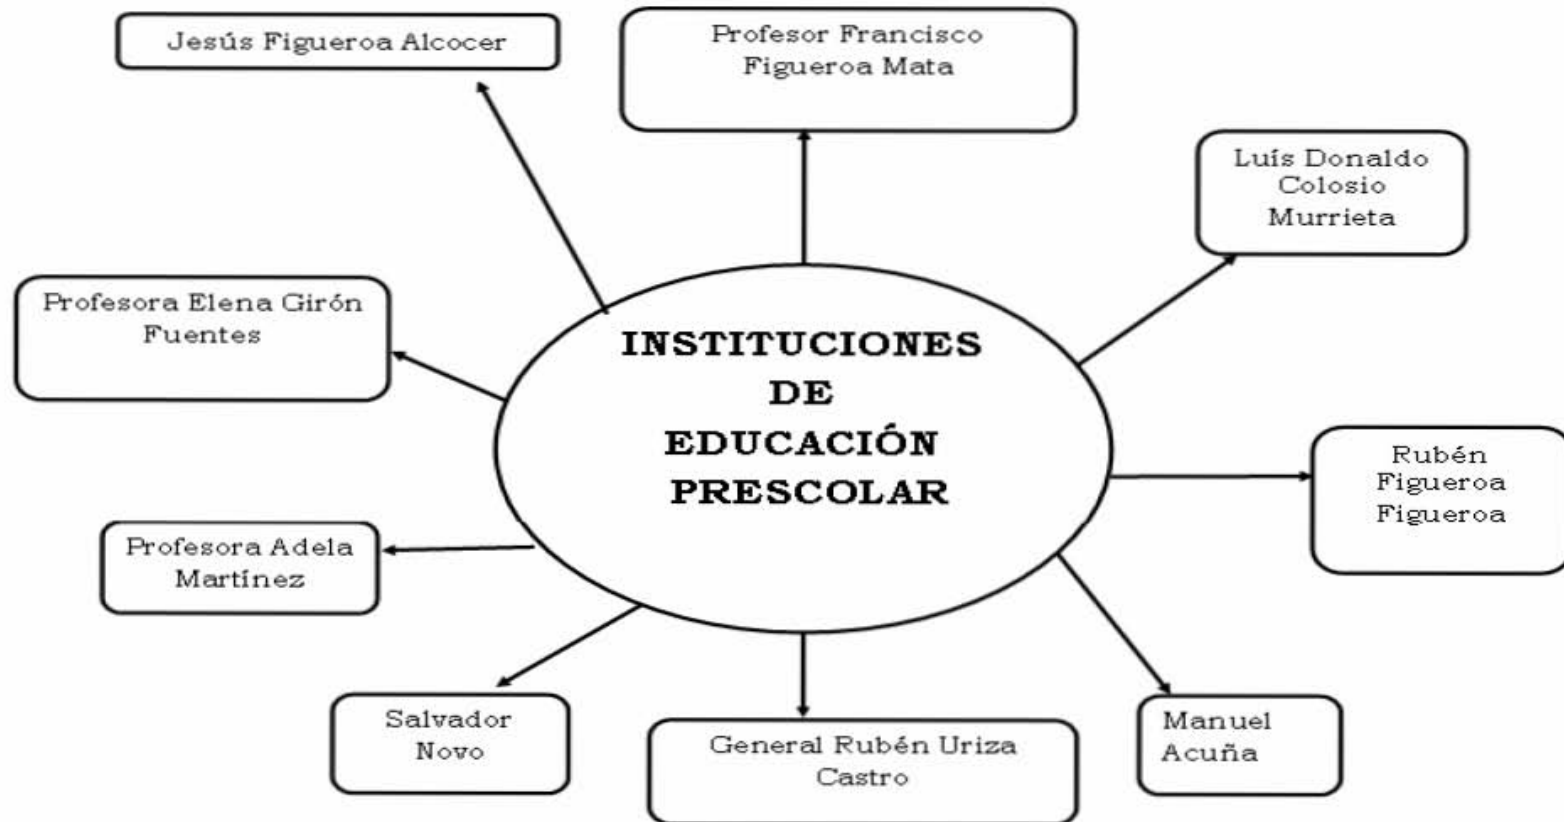 Jesús Figueroa Alcocer
Profesor Francisco
Figueroa Mata
Luís Donaldo
Colosio
Murrieta
Profesora Elena Girón
Fuentes
INSTITUCIONES
DE
EDUCACIÓN
PRESCOLAR
Rubén
Figueroa
Figueroa
Profesora Adela
Martínez
Salvador
Novo
General Rubén Uriza
Castro
Manuel
Acuña